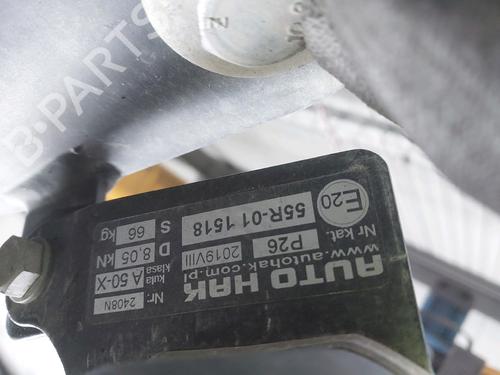 AUTO HAK
www.autohak.com.pl
Nr kat. P26 2019VIII
E20 55R-01 1518
Nr: 2408N
kula klasa A 50-X
D 8,05 kN
S 66 kg
B-PARTS
Z